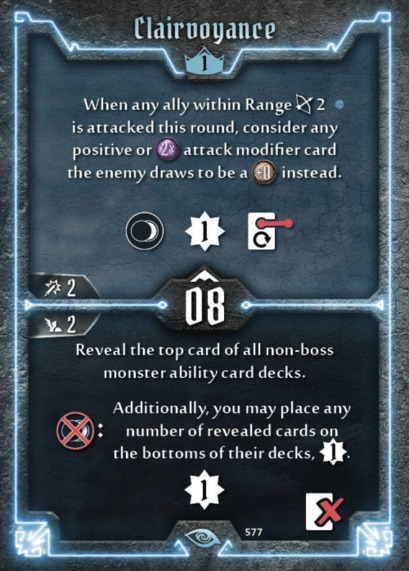 Clairvoyance
1
When any ally within Range 2
is attacked this round, consider any
positive or 2x attack modifier card
the enemy draws to be a +0 instead.
1
2
08
2
Reveal the top card of all non-boss
monster ability card decks.
: Additionally, you may place any
number of revealed cards on
the bottoms of their decks, 1.
1
577